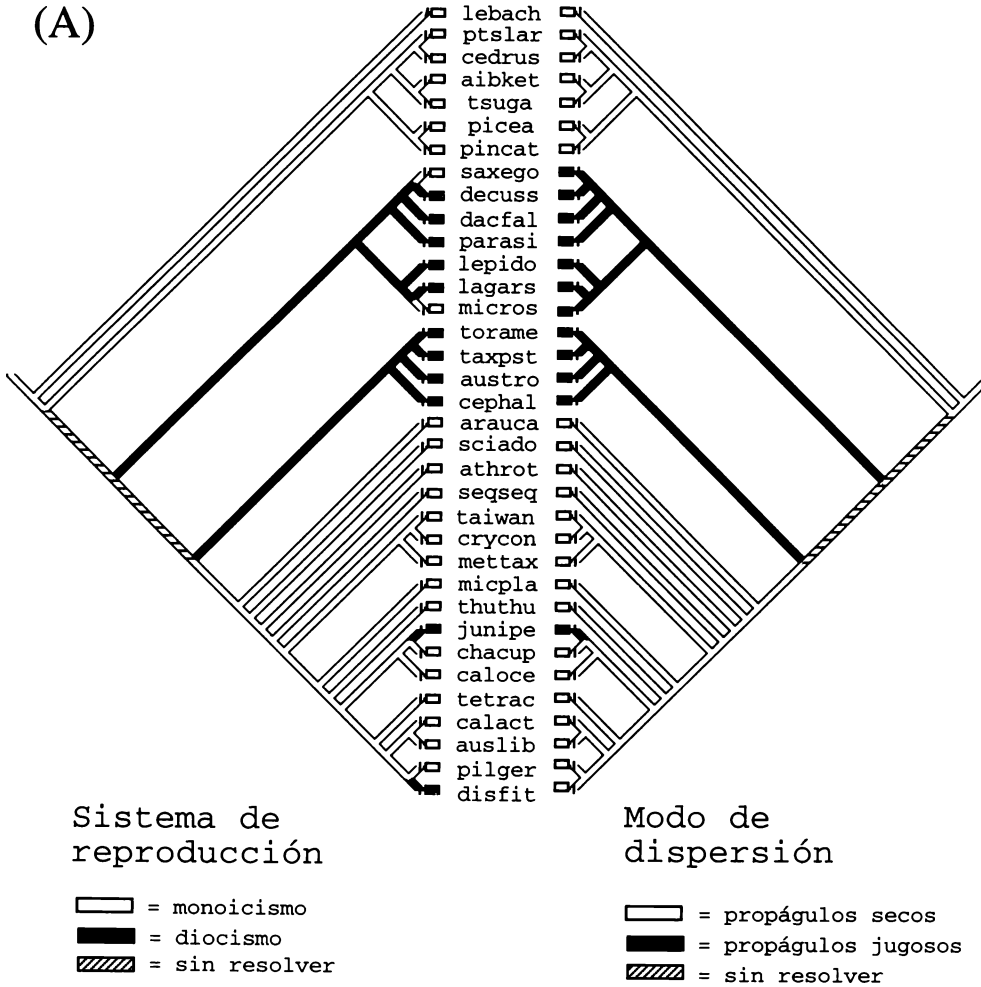 (A)
lebach
ptslar
cedrus
aibket
tsuga
picea
pincat
saxego
decuss
dacfal
parasi
lepido
lagars
micros
torame
taxpst
austro
cephal
arauca
sciado
athrot
seqseq
taiwan
crycon
mettax
micpla
thuthu
junipe
chacup
caloce
tetrac
calact
auslib
pilger
disfit
Sistema de
reproducción
= monoicismo
= diocismo
= sin resolver
Modo de
dispersión
= propágulos secos
= propágulos jugosos
= sin resolver